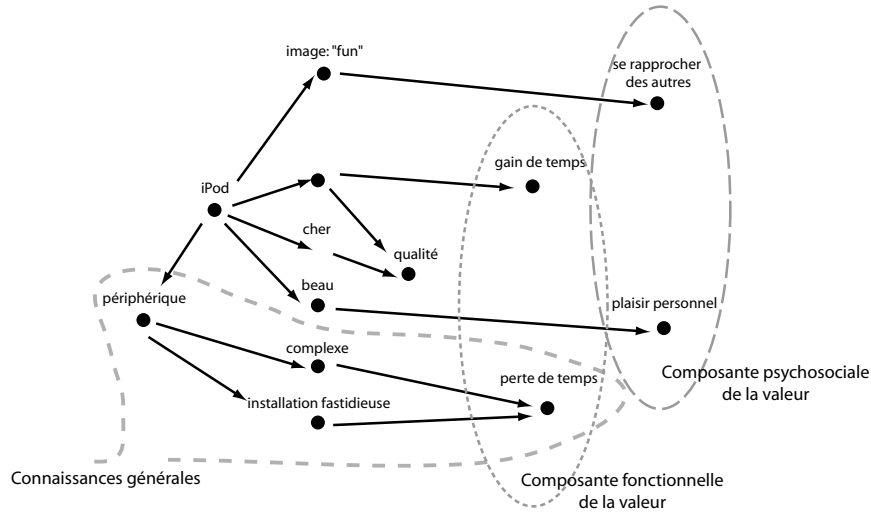 image: "fun"
se rapprocher
des autres
gain de temps
iPod
cher
qualité
beau
périphérique
plaisir personnel
complexe
perte de temps
Composante psychosociale
de la valeur
installation fastidieuse
Connaissances générales
Composante fonctionnelle
de la valeur